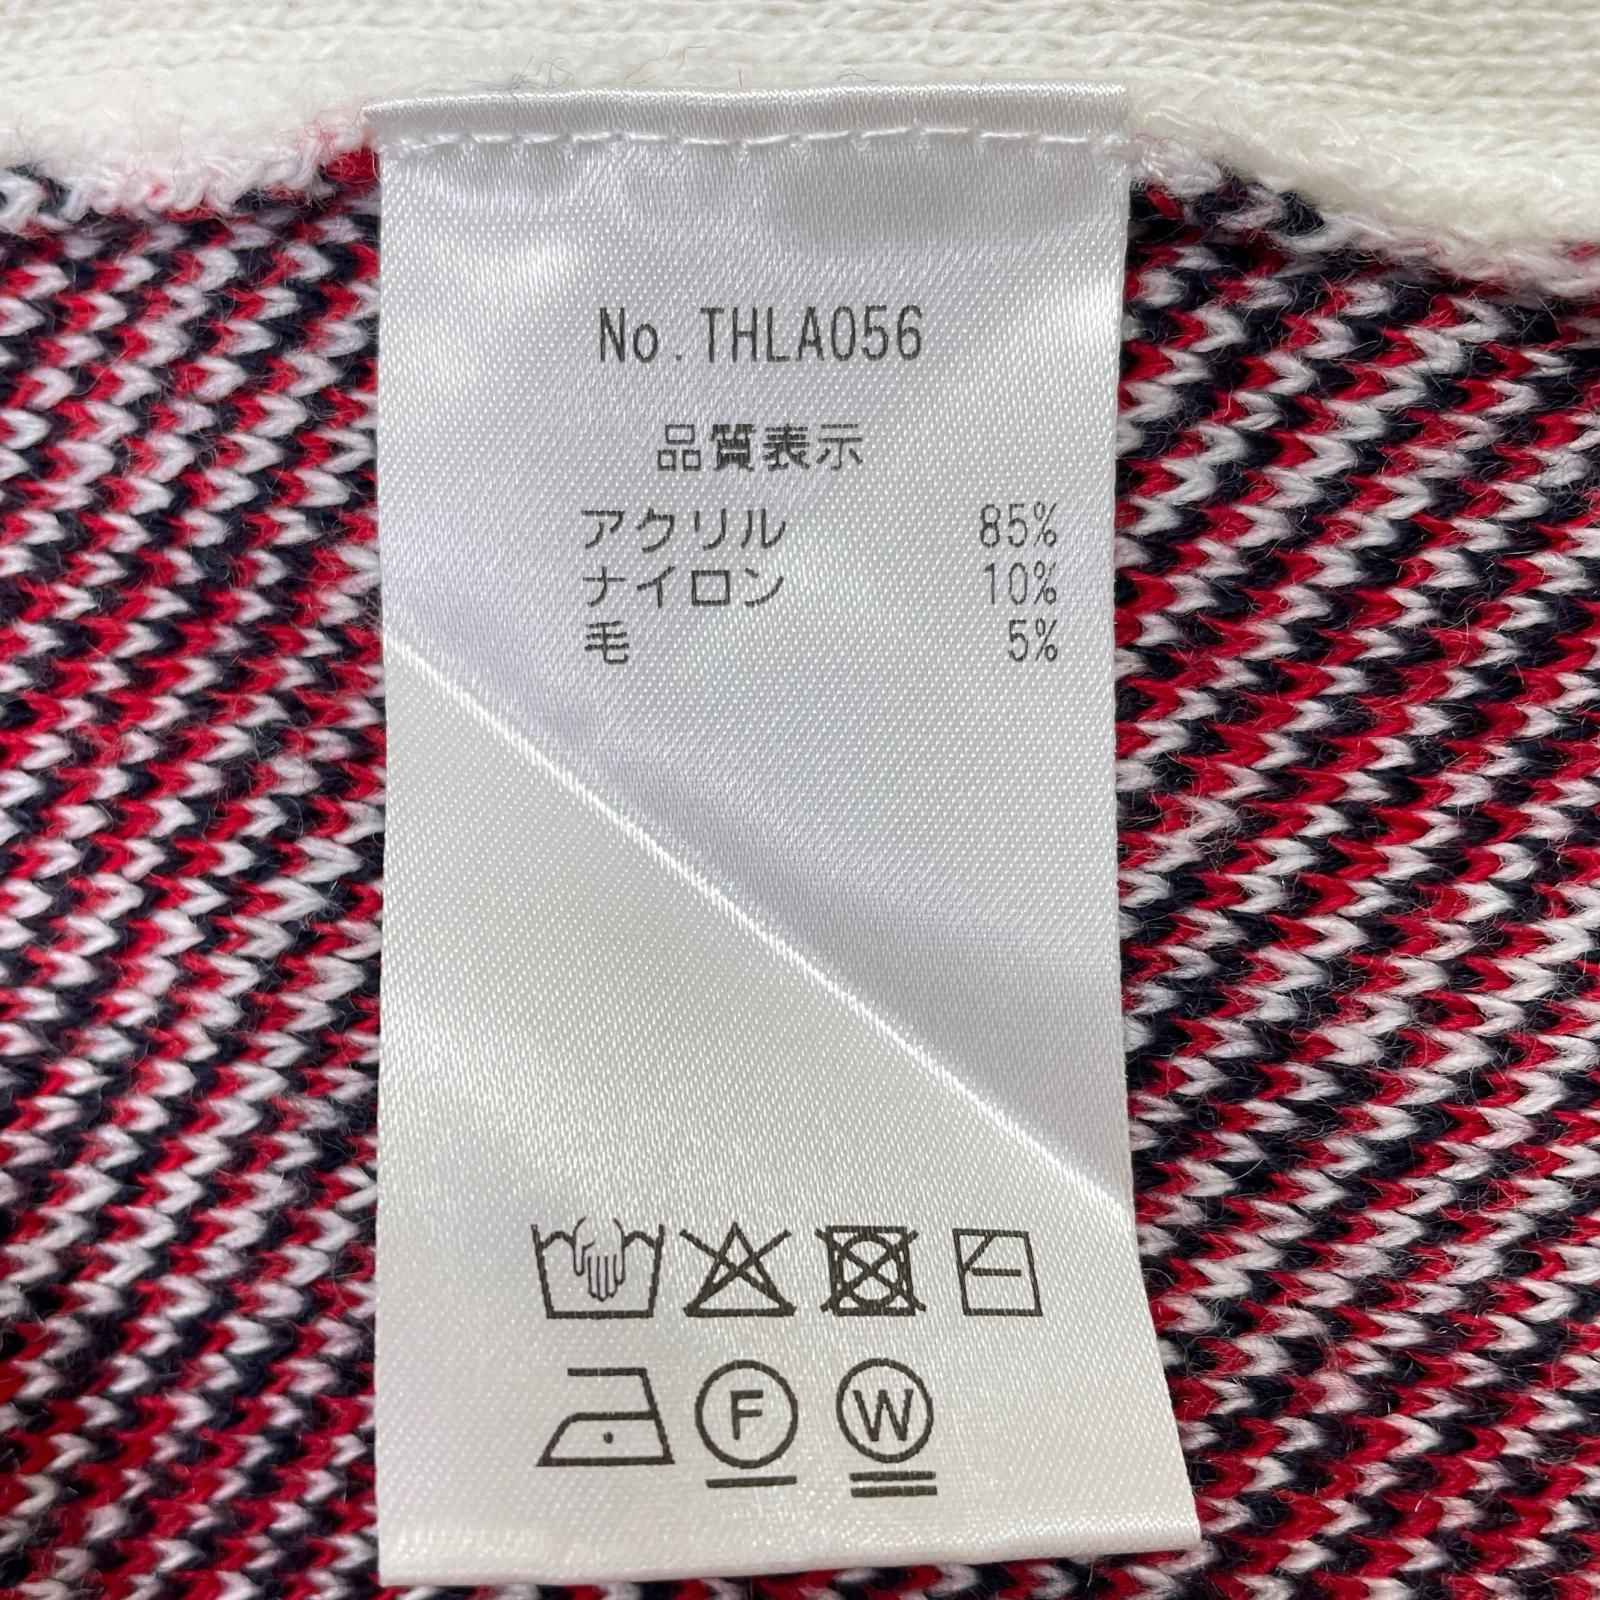 No.THLA056
品質表示
アクリル 85%
ナイロン 10%
毛 5%
F W